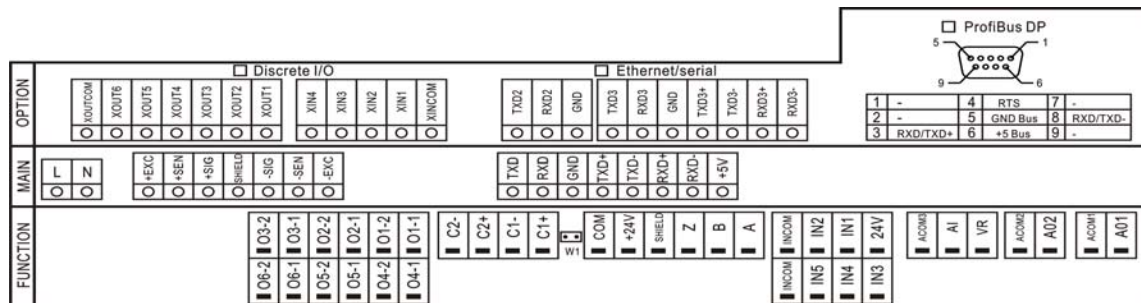 ProfiBus DP
5 1
9 6
Discrete I/O
Ethernet/serial
OPTION
XOUTCOM XOUT6 XOUT5 XOUT4 XOUT3 XOUT2 XOUT1 XIN4 XIN3 XIN2 XIN1 XINCOM TXD2 RXD2 GND TXD3 RXD3 GND TXD3+ TXD3- RXD3+ RXD3-
1 - 4 RTS 7 -
2 - 5 GND Bus 8 RXD/TXD-
3 RXD/TXD+ 6 +5 Bus 9 -
MAIN
L N +EXC +SEN +SIG SHIELD -SIG -SEN -EXC TXD RXD GND TXD+ TXD- RXD+ RXD- +5V
FUNCTION
O3-2 O3-1 O2-2 O2-1 O1-2 O1-1 C2- C2+ C1- C1+ W1 COM +24V SHIELD Z B A INCOM IN2 IN1 24V ACOM3 AI VR ACOM2 A02 ACOM1 A01
O6-2 O6-1 O5-2 O5-1 O4-2 O4-1 INCOM IN5 IN4 IN3